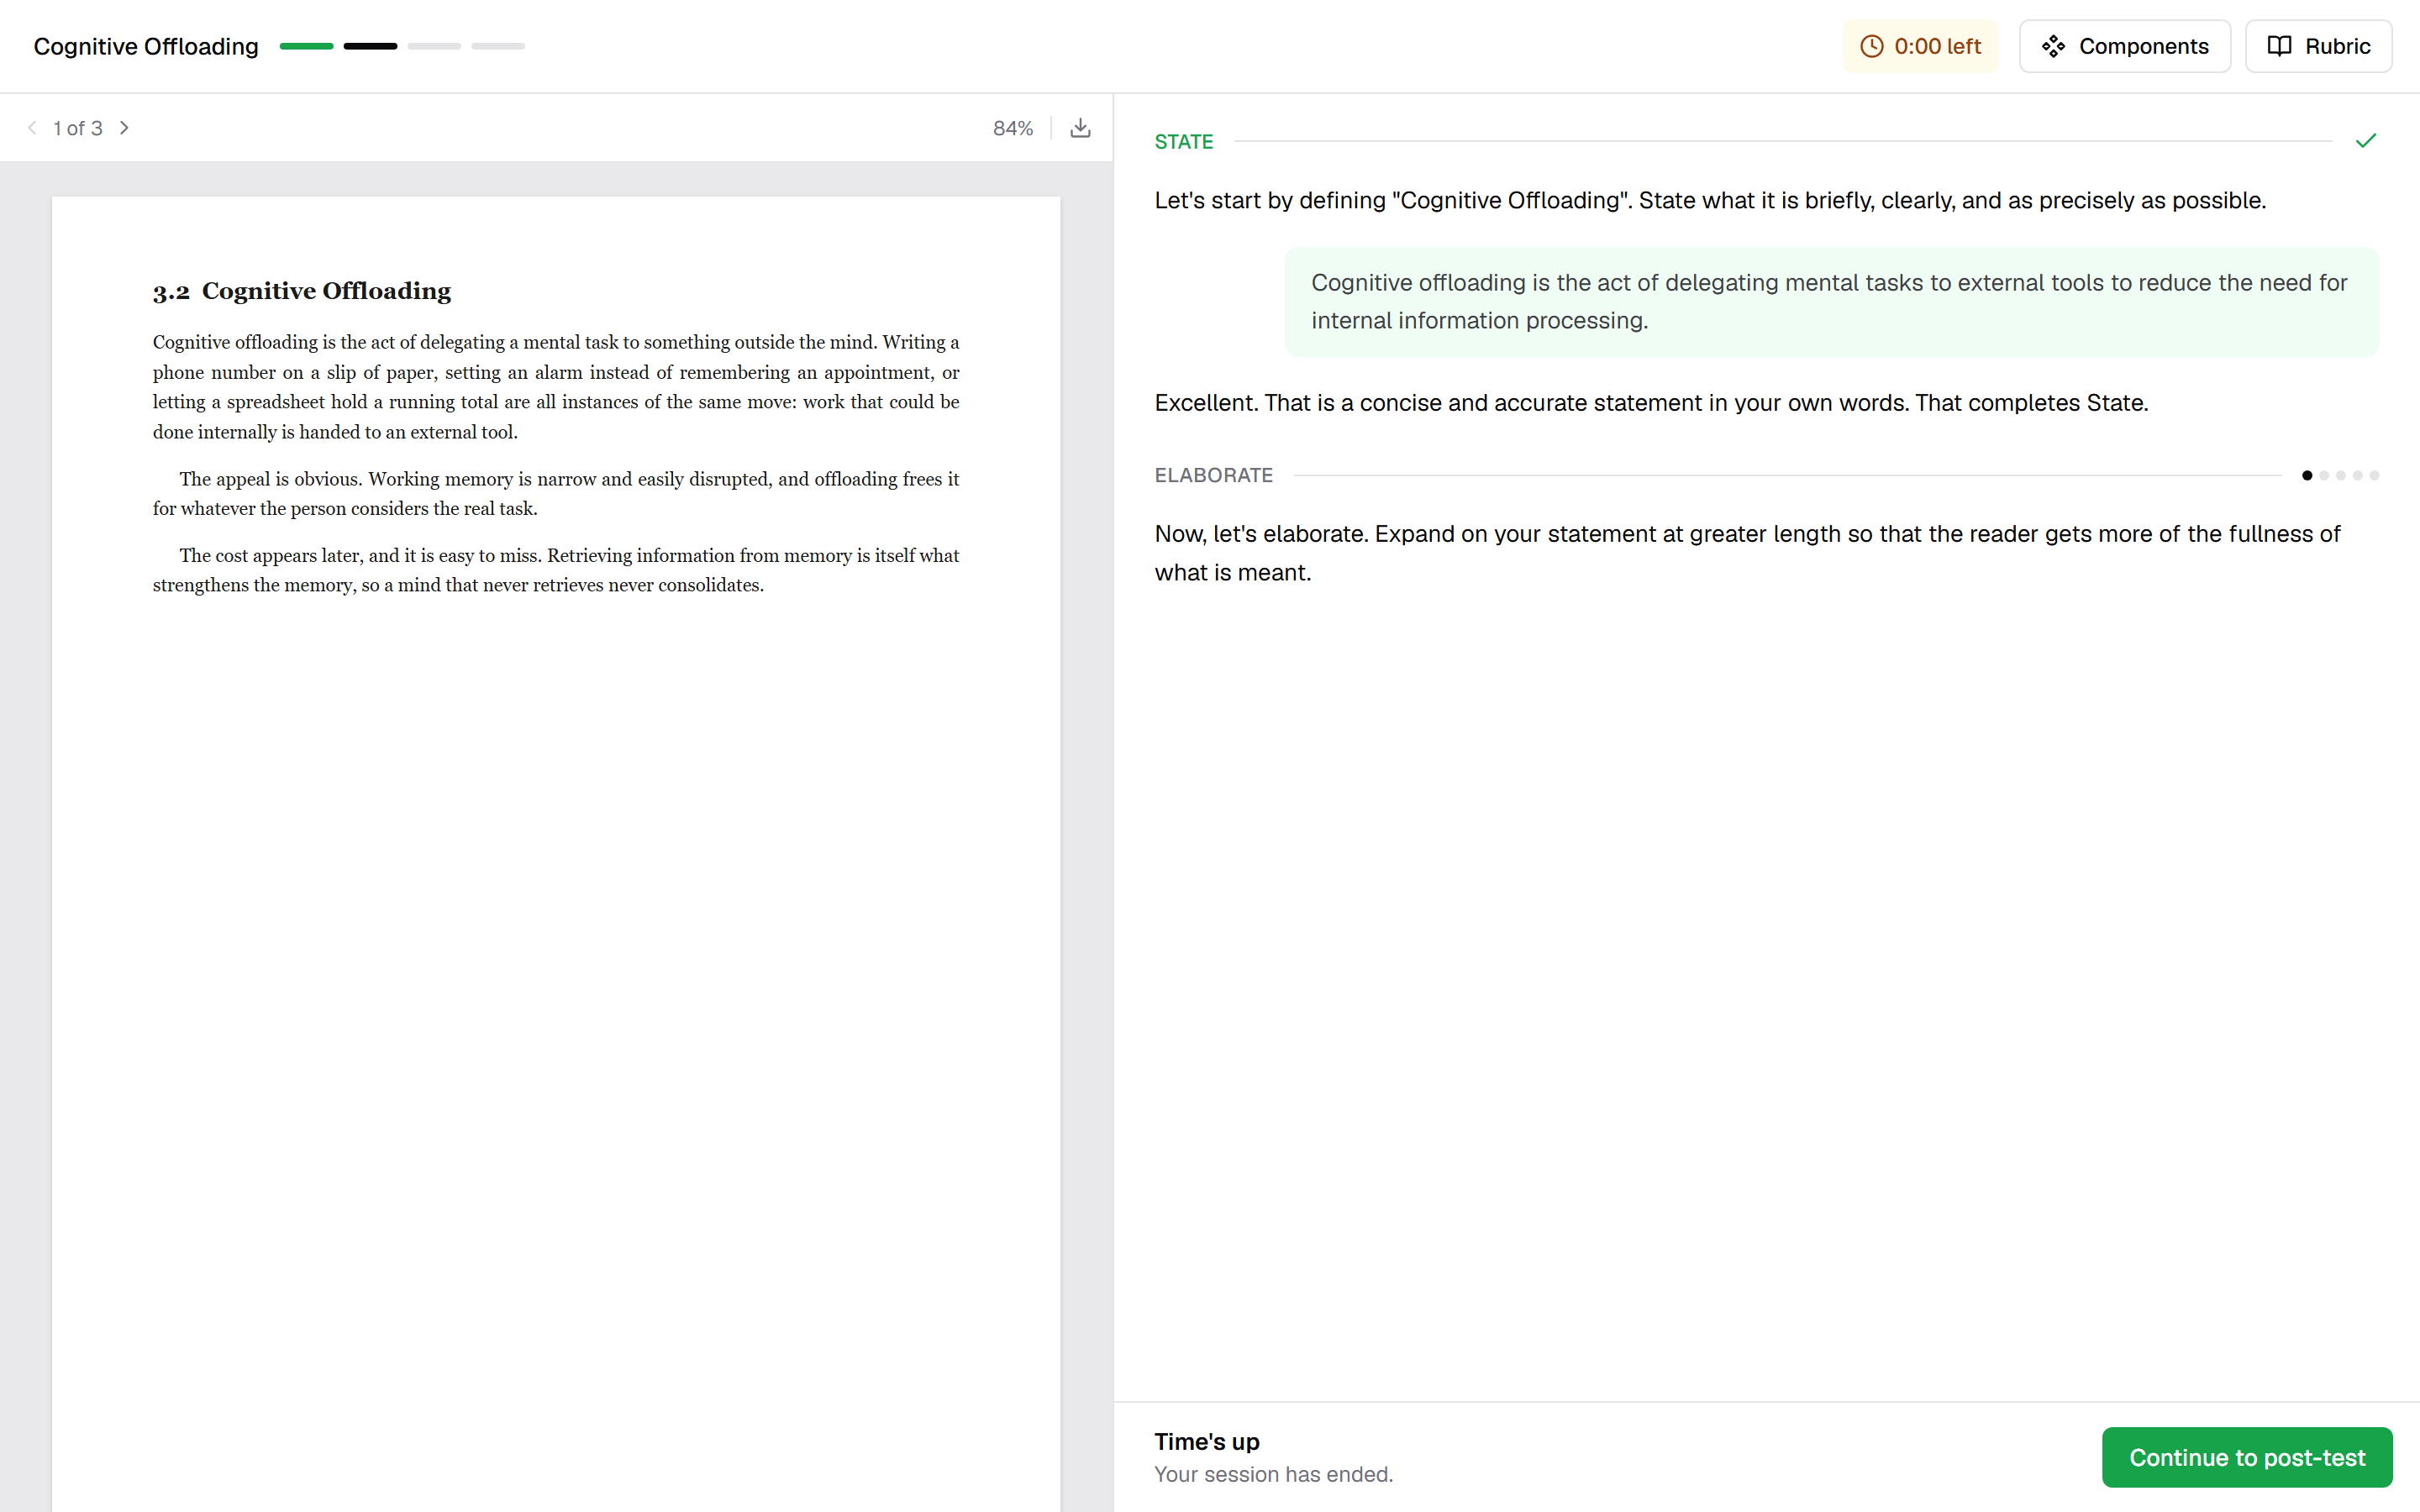 Cognitive Offloading
0:00 left
Components
Rubric
1 of 3
84%
3.2 Cognitive Offloading
Cognitive offloading is the act of delegating a mental task to something outside the mind. Writing a
phone number on a slip of paper, setting an alarm instead of remembering an appointment, or
letting a spreadsheet hold a running total are all instances of the same move: work that could be
done internally is handed to an external tool.
The appeal is obvious. Working memory is narrow and easily disrupted, and offloading frees it
for whatever the person considers the real task.
The cost appears later, and it is easy to miss. Retrieving information from memory is itself what
strengthens the memory, so a mind that never retrieves never consolidates.
STATE
Let's start by defining "Cognitive Offloading". State what it is briefly, clearly, and as precisely as possible.
Cognitive offloading is the act of delegating mental tasks to external tools to reduce the need for
internal information processing.
Excellent. That is a concise and accurate statement in your own words. That completes State.
ELABORATE
Now, let's elaborate. Expand on your statement at greater length so that the reader gets more of the fullness of
what is meant.
Time's up
Your session has ended.
Continue to post-test